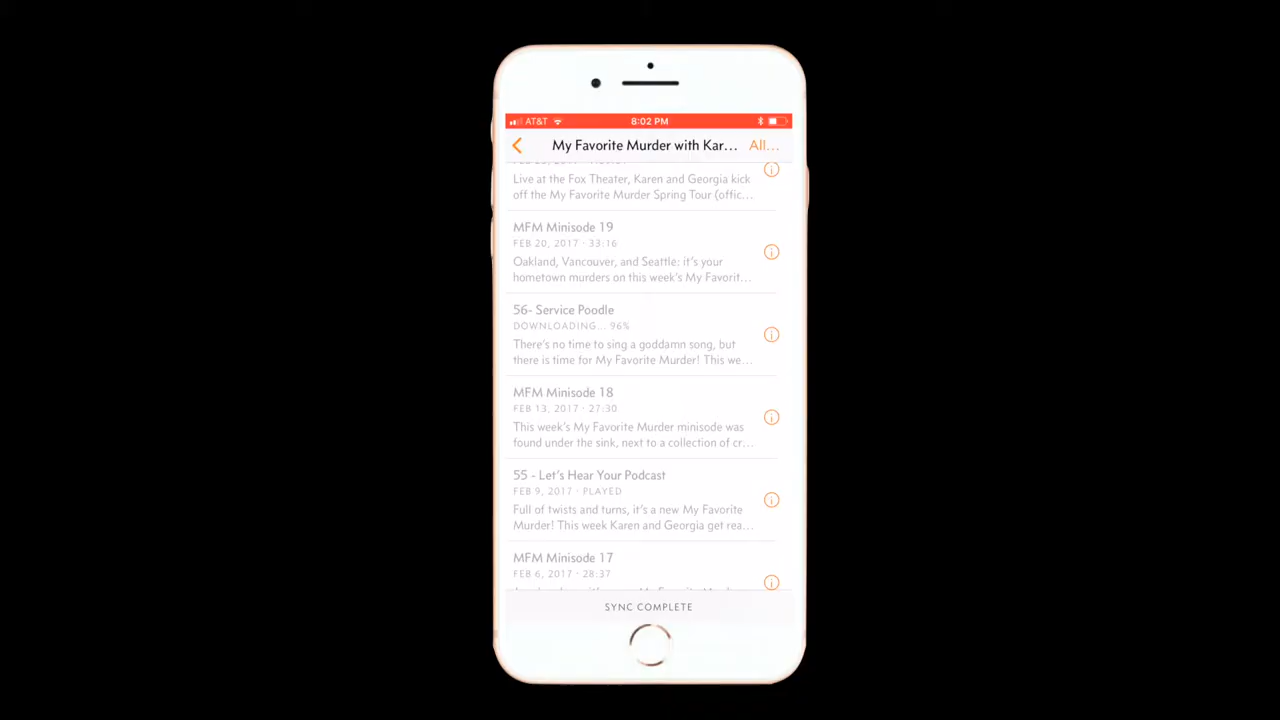 AT&T
8:02 PM
My Favorite Murder with Kar... All...
Live at the Fox Theater, Karen and Georgia kick
off the My Favorite Murder Spring Tour (offic...
MFM Minisode 19
FEB 20, 2017 · 33:16
Oakland, Vancouver, and Seattle: it's your
hometown murders on this week's My Favorit...
56- Service Poodle
DOWNLOADING... 96%
There's no time to sing a goddamn song, but
there is time for My Favorite Murder! This we...
MFM Minisode 18
FEB 13, 2017 · 27:30
This week's My Favorite Murder minisode was
found under the sink, next to a collection of cr...
55 - Let's Hear Your Podcast
FEB 9, 2017 · PLAYED
Full of twists and turns, it's a new My Favorite
Murder! This week Karen and Georgia get rea...
MFM Minisode 17
FEB 6, 2017 · 28:37
SYNC COMPLETE